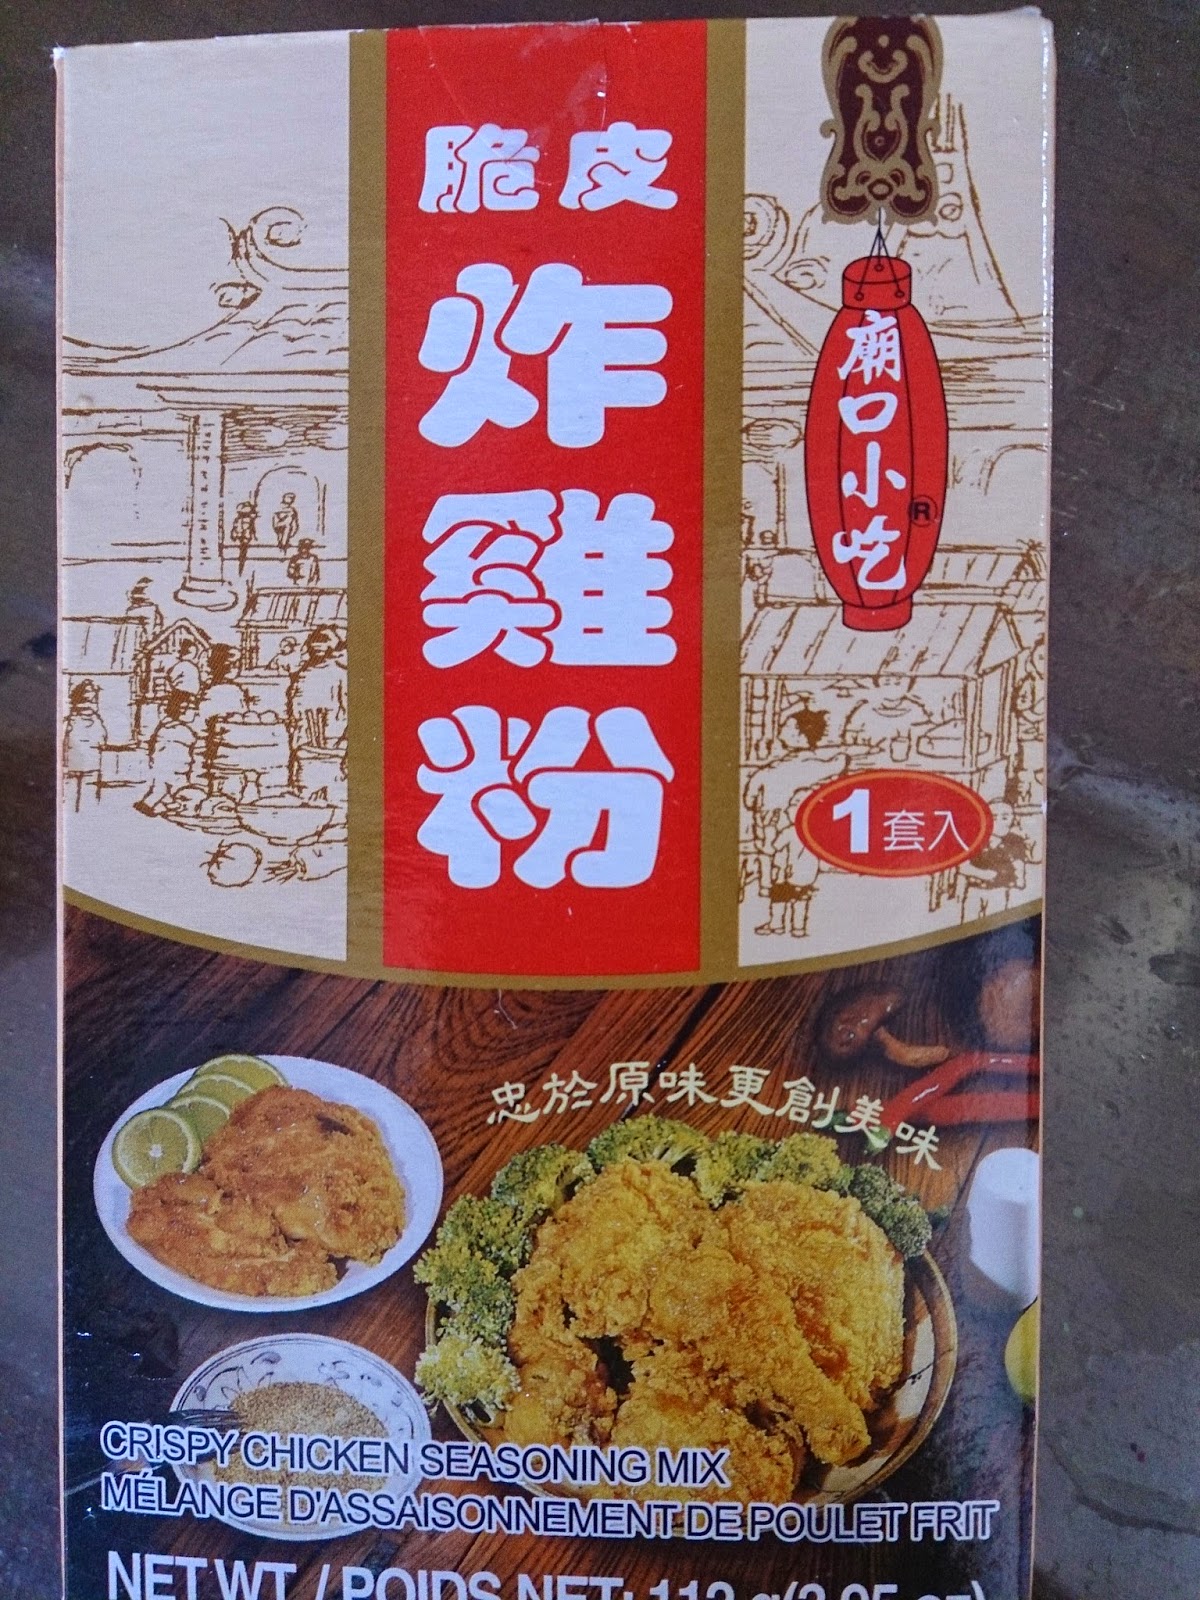 脆皮
炸雞粉
廟口小吃
®
1套入
忠於原味更創美味
CRISPY CHICKEN SEASONING MIX
MÉLANGE D'ASSAISONNEMENT DE POULET FRIT
NET WT. / POIDS NET: